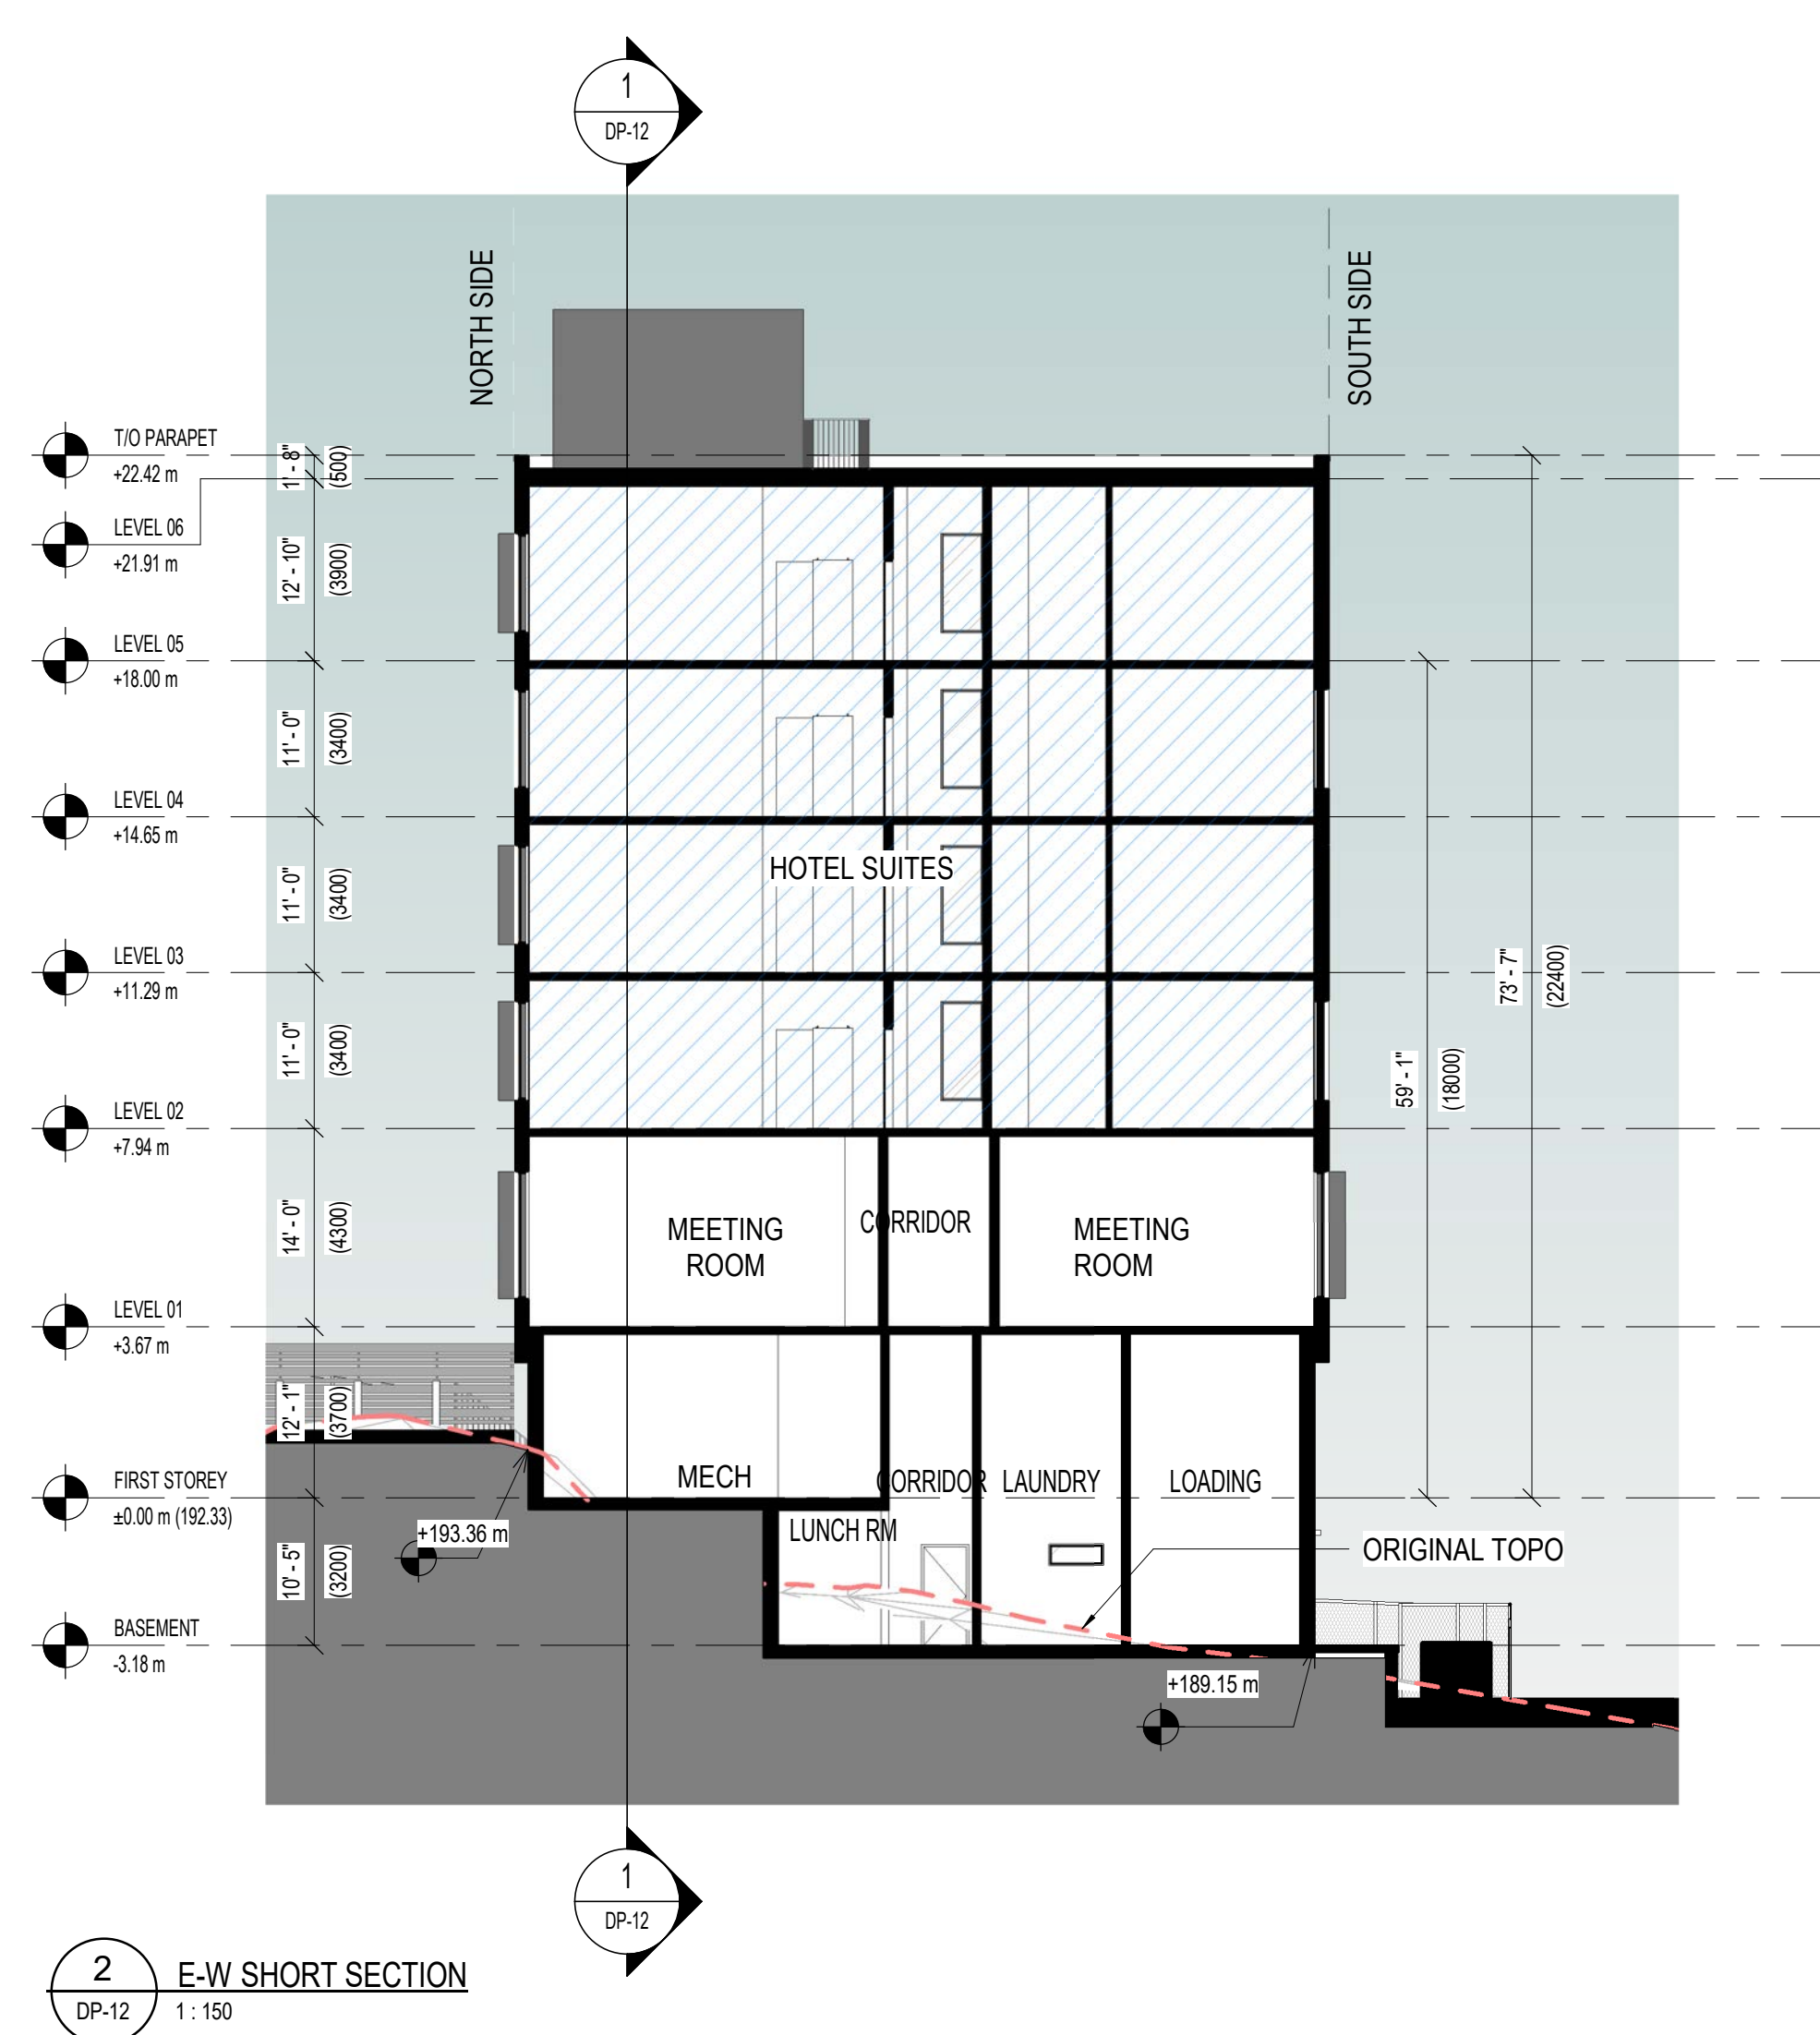 1
DP-12
NORTH SIDE
SOUTH SIDE
T/O PARAPET
+22.42 m
1' - 8"
(500)
LEVEL 06
+21.91 m
12' - 10"
(3900)
LEVEL 05
+18.00 m
11' - 0"
(3400)
LEVEL 04
+14.65 m
HOTEL SUITES
11' - 0"
(3400)
LEVEL 03
+11.29 m
73' - 7"
(22400)
11' - 0"
(3400)
59' - 1"
(18000)
LEVEL 02
+7.94 m
14' - 0"
(4300)
MEETING
ROOM
CORRIDOR
MEETING
ROOM
LEVEL 01
+3.67 m
12' - 1"
(3700)
MECH
CORRIDOR
LAUNDRY
LOADING
FIRST STOREY
±0.00 m (192.33)
+193.36 m
LUNCH RM
ORIGINAL TOPO
10' - 5"
(3200)
BASEMENT
-3.18 m
+189.15 m
1
DP-12
2
DP-12
E-W SHORT SECTION
1 : 150